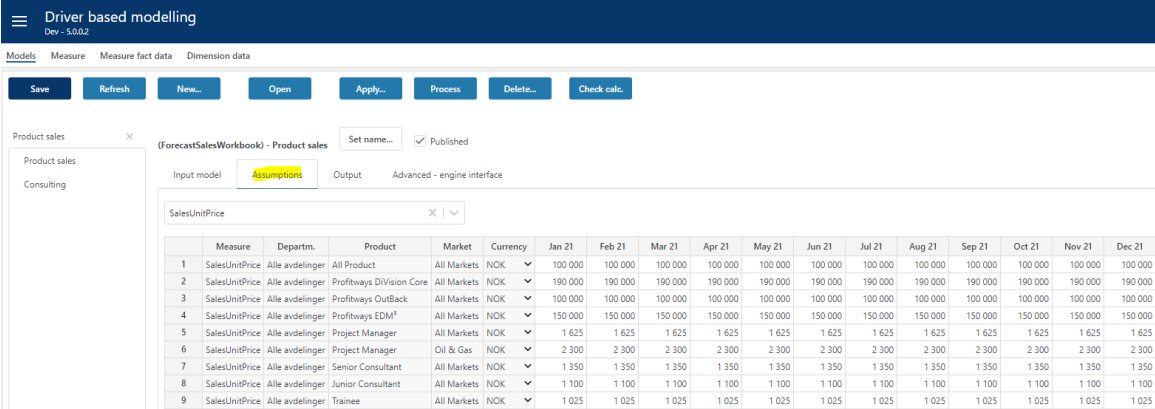 Driver based modelling
Dev - 5.0.0.2
Models Measure Measure fact data Dimension data
Save Refresh New... Open Apply... Process Delete... Check calc.
Product sales
Product sales
Consulting
(ForecastSalesWorkbook) - Product sales Set name... Published
Input model Assumptions Output Advanced - engine interface
SalesUnitPrice
Measure Departm. Product Market Currency Jan 21 Feb 21 Mar 21 Apr 21 May 21 Jun 21 Jul 21 Aug 21 Sep 21 Oct 21 Nov 21 Dec 21
1 SalesUnitPrice Alle avdelinger All Product All Markets NOK 100 000 100 000 100 000 100 000 100 000 100 000 100 000 100 000 100 000 100 000 100 000 100 000
2 SalesUnitPrice Alle avdelinger Profitways DiVision Core All Markets NOK 190 000 190 000 190 000 190 000 190 000 190 000 190 000 190 000 190 000 190 000 190 000 190 000
3 SalesUnitPrice Alle avdelinger Profitways OutBack All Markets NOK 100 000 100 000 100 000 100 000 100 000 100 000 100 000 100 000 100 000 100 000 100 000 100 000
4 SalesUnitPrice Alle avdelinger Profitways EDM³ All Markets NOK 150 000 150 000 150 000 150 000 150 000 150 000 150 000 150 000 150 000 150 000 150 000 150 000
5 SalesUnitPrice Alle avdelinger Project Manager All Markets NOK 1 625 1 625 1 625 1 625 1 625 1 625 1 625 1 625 1 625 1 625 1 625 1 625
6 SalesUnitPrice Alle avdelinger Project Manager Oil & Gas NOK 2 300 2 300 2 300 2 300 2 300 2 300 2 300 2 300 2 300 2 300 2 300 2 300
7 SalesUnitPrice Alle avdelinger Senior Consultant All Markets NOK 1 350 1 350 1 350 1 350 1 350 1 350 1 350 1 350 1 350 1 350 1 350 1 350
8 SalesUnitPrice Alle avdelinger Junior Consultant All Markets NOK 1 100 1 100 1 100 1 100 1 100 1 100 1 100 1 100 1 100 1 100 1 100 1 100
9 SalesUnitPrice Alle avdelinger Trainee All Markets NOK 1 025 1 025 1 025 1 025 1 025 1 025 1 025 1 025 1 025 1 025 1 025 1 025